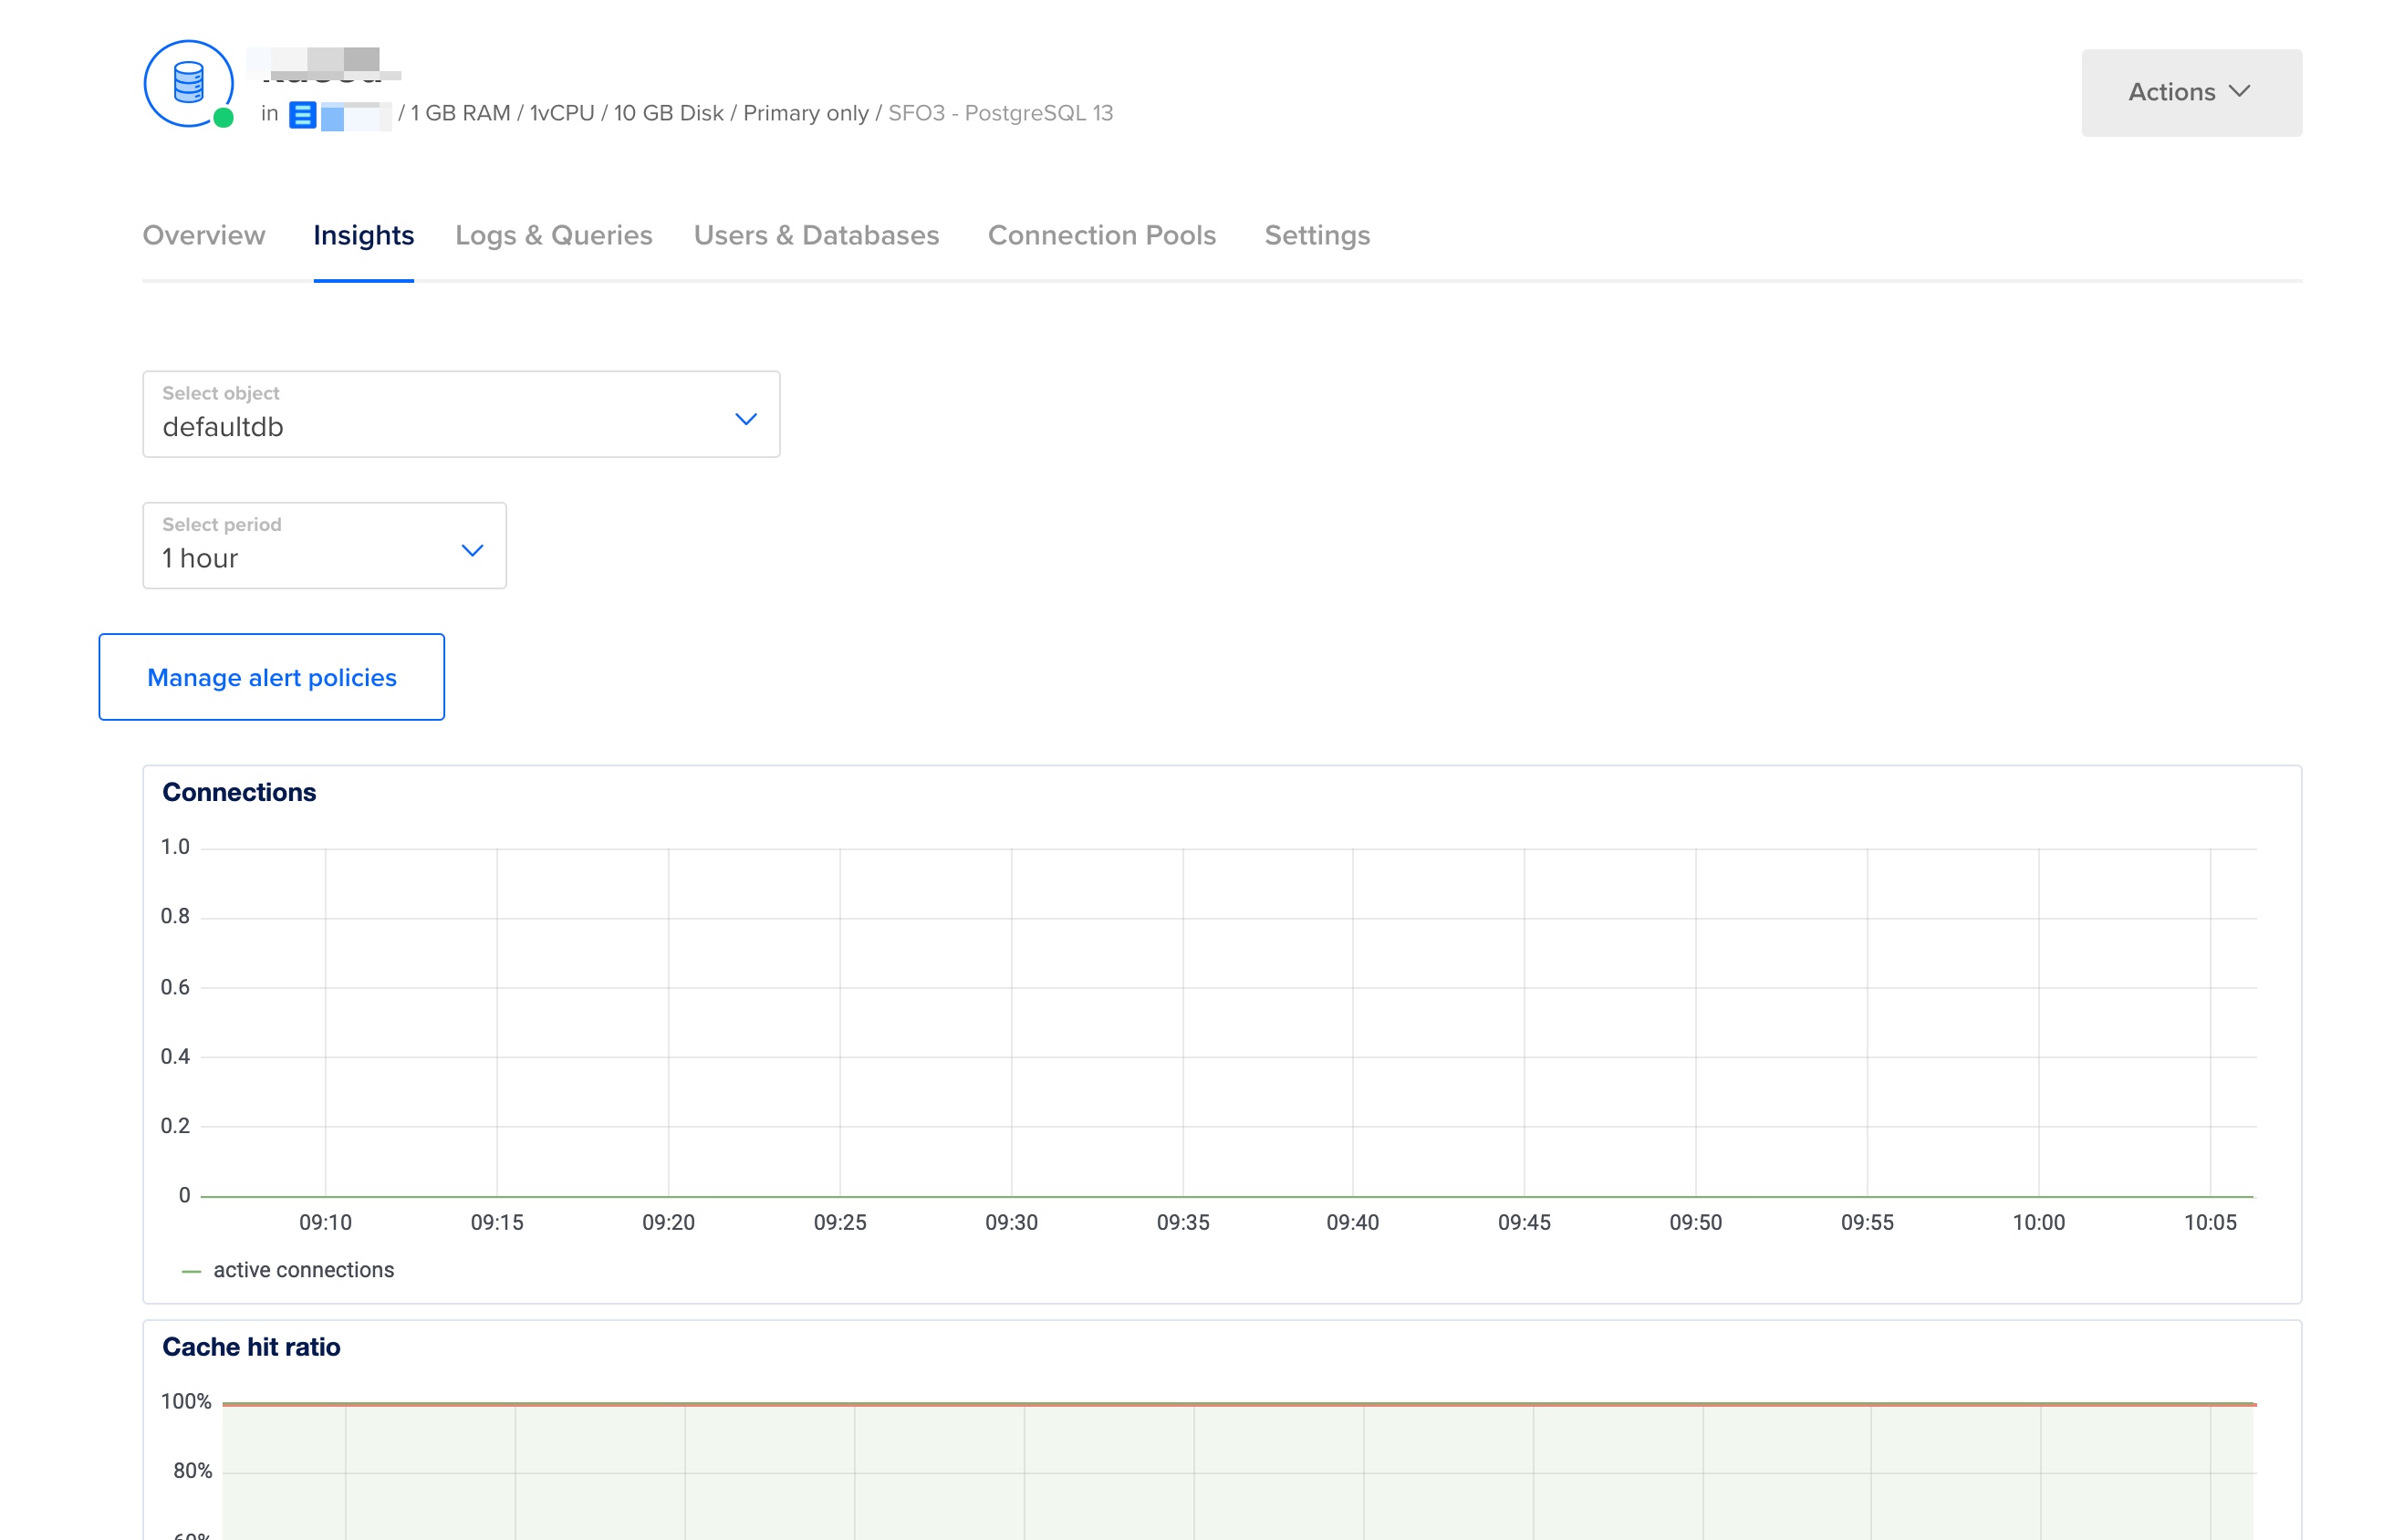 in / 1 GB RAM / 1vCPU / 10 GB Disk / Primary only / SFO3 - PostgreSQL 13
Actions
Overview Insights Logs & Queries Users & Databases Connection Pools Settings
Select object
defaultdb
Select period
1 hour
Manage alert policies
Connections
1.0
0.8
0.6
0.4
0.2
0
09:10 09:15 09:20 09:25 09:30 09:35 09:40 09:45 09:50 09:55 10:00 10:05
active connections
Cache hit ratio
100%
80%